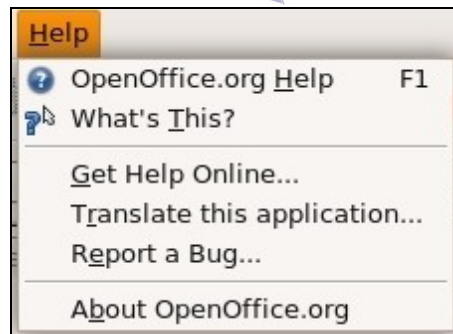 Help
OpenOffice.org Help F1
What's This?
Get Help Online...
Translate this application...
Report a Bug...
About OpenOffice.org